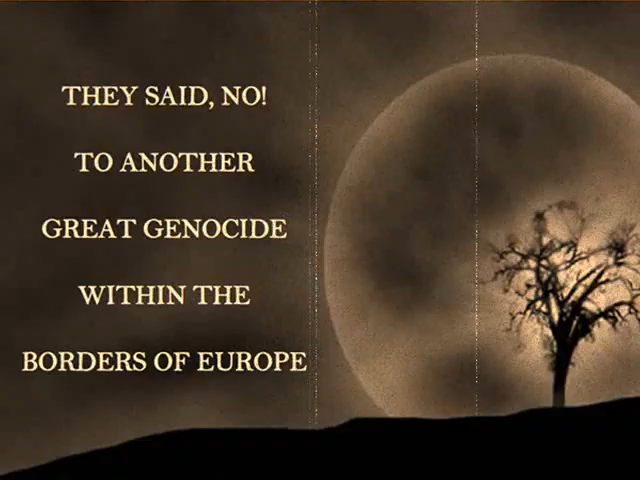 THEY SAID, NO!
TO ANOTHER
GREAT GENOCIDE
WITHIN THE
BORDERS OF EUROPE